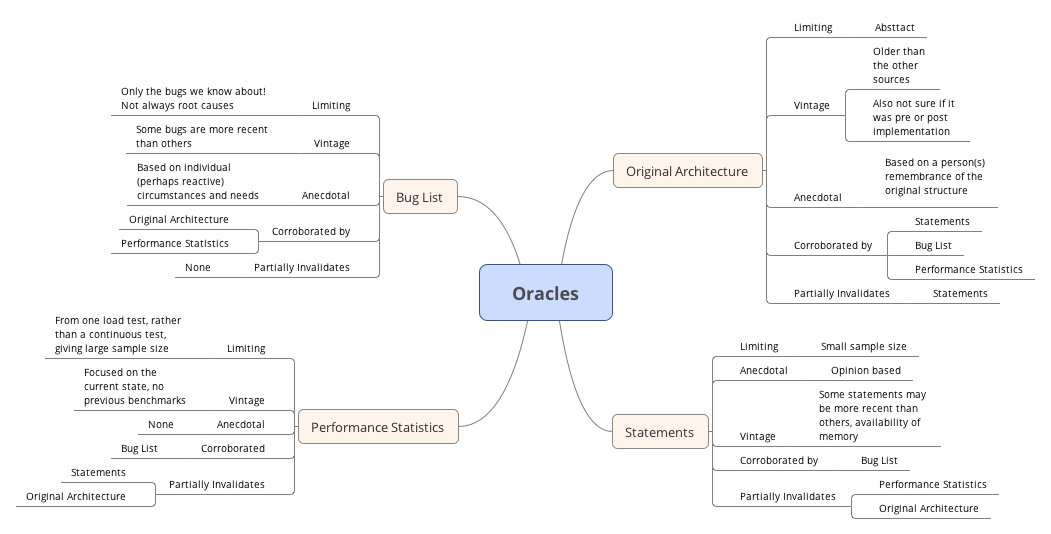 Oracles
Original Architecture
Limiting
Absttact
Vintage
Older than
the other
sources
Also not sure if it
was pre or post
implementation
Anecdotal
Based on a person(s)
remembrance of the
original structure
Corroborated by
Statements
Bug List
Performance Statistics
Partially Invalidates
Statements
Statements
Limiting
Small sample size
Anecdotal
Opinion based
Vintage
Some statements may
be more recent than
others, availability of
memory
Corroborated by
Bug List
Partially Invalidates
Performance Statistics
Original Architecture
Bug List
Limiting
Only the bugs we know about!
Not always root causes
Vintage
Some bugs are more recent
than others
Anecdotal
Based on individual
(perhaps reactive)
circumstances and needs
Corroborated by
Original Architecture
Performance Statistics
Partially Invalidates
None
Performance Statistics
Limiting
From one load test, rather
than a continuous test,
giving large sample size
Vintage
Focused on the
current state, no
previous benchmarks
Anecdotal
None
Corroborated
Bug List
Partially Invalidates
Statements
Original Architecture